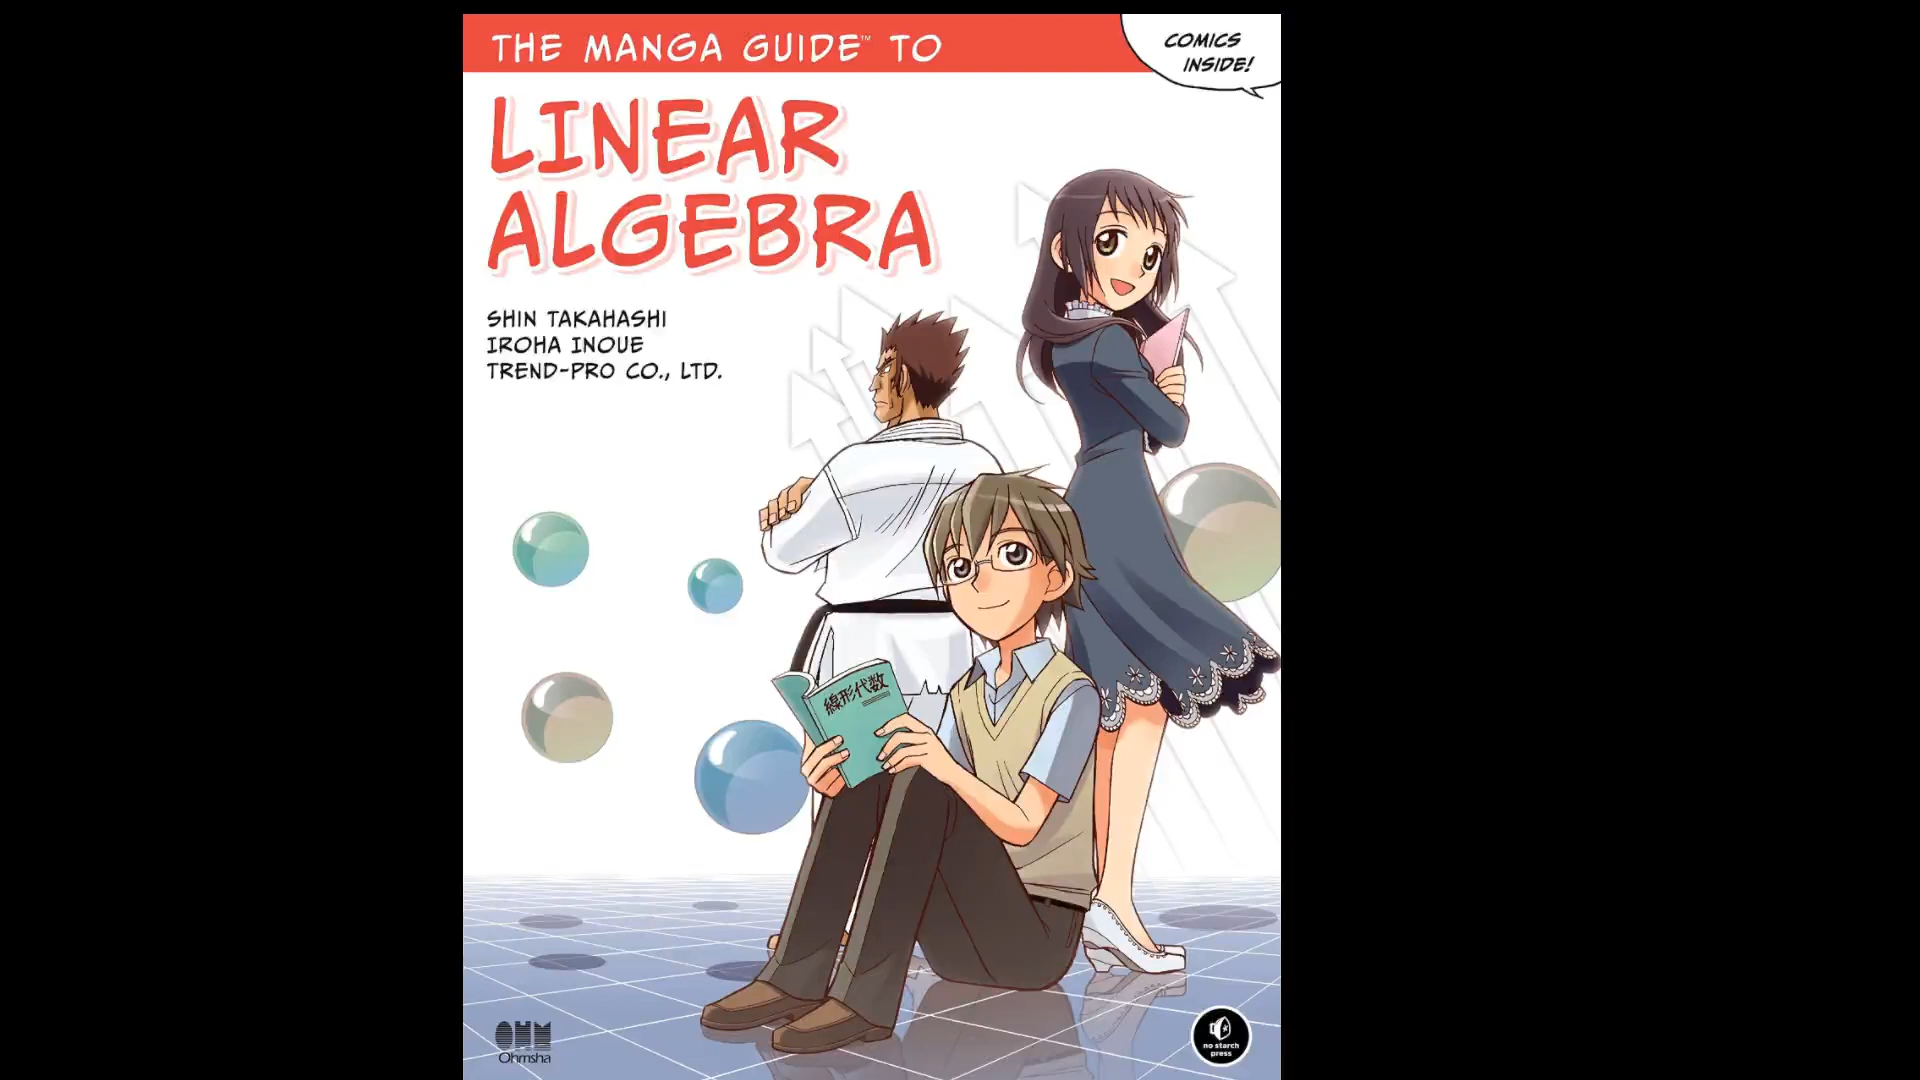 THE MANGA GUIDE™ TO
COMICS
INSIDE!
LINEAR
ALGEBRA
SHIN TAKAHASHI
IROHA INOUE
TREND-PRO CO., LTD.
線形代数
OHM
Ohmsha
no starch
press